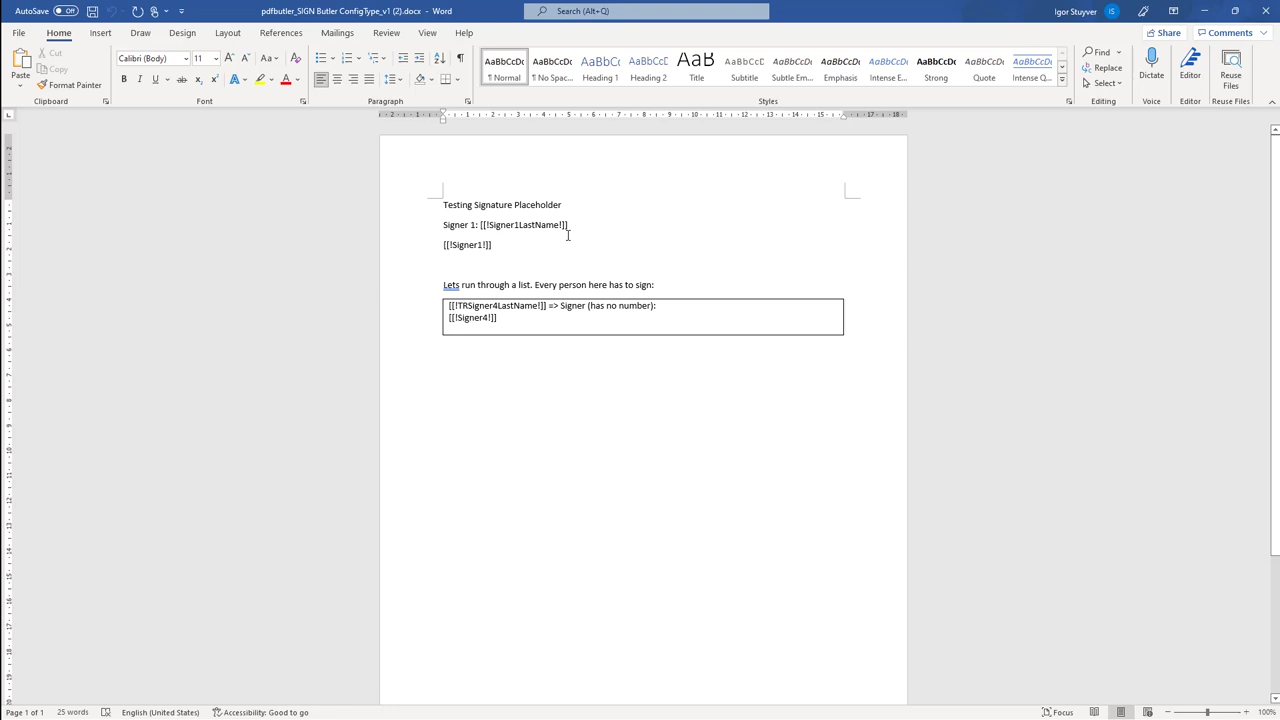 AutoSave Off
pdfbutler_SIGN Butler ConfigType_v1 (2).docx - Word
Search (Alt+Q)
Igor Stuyver IS
File Home Insert Draw Design Layout References Mailings Review View Help
Share Comments
Paste
Cut
Copy
Format Painter
Clipboard
Calibri (Body) 11
Font
Paragraph
AaBbCcDc AaBbCcDc AaBbCc AaBbCcC AaB AaBbCcD AaBbCcDc AaBbCcDc AaBbCcDc AaBbCcDc AaBbCcDc AaBbCcDc
¶ Normal ¶ No Spac... Heading 1 Heading 2 Title Subtitle Subtle Em... Emphasis Intense E... Strong Quote Intense Q...
Styles
Find
Replace
Select
Editing
Dictate
Voice
Editor
Editor
Reuse Files
Reuse Files
Testing Signature Placeholder
Signer 1: [[!Signer1LastName!]]
[[!Signer1!]]
Lets run through a list. Every person here has to sign:
[[!TRSigner4LastName!]] => Signer (has no number):
[[!Signer4!]]
Page 1 of 1 25 words English (United States) Accessibility: Good to go Focus 100%